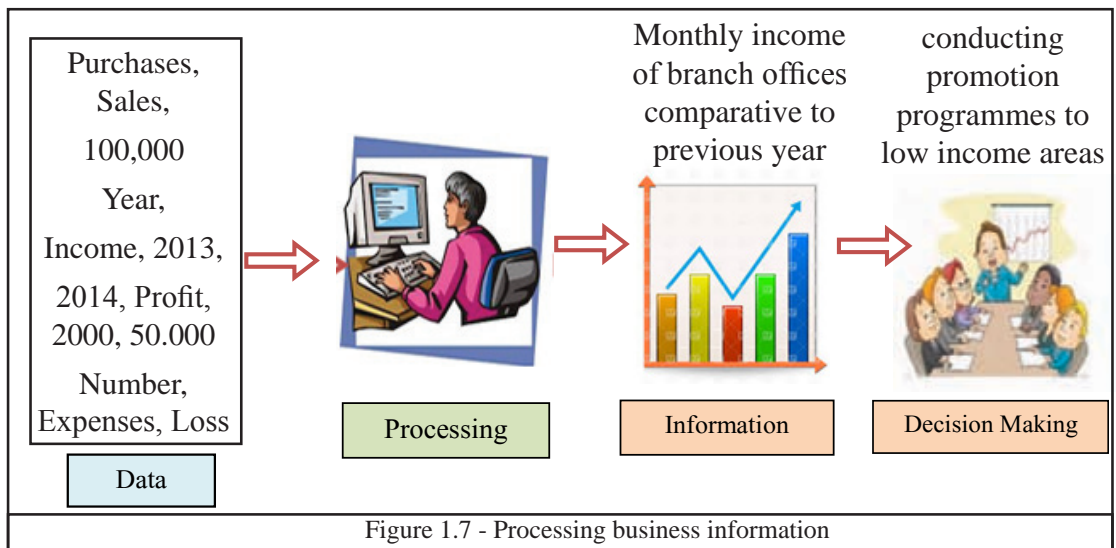 Purchases,
Sales,
100,000
Year,
Income, 2013,
2014, Profit,
2000, 50.000
Number,
Expenses, Loss
Data
Processing
Monthly income
of branch offices
comparative to
previous year
Information
conducting
promotion
programmes to
low income areas
Decision Making
Figure 1.7 - Processing business information